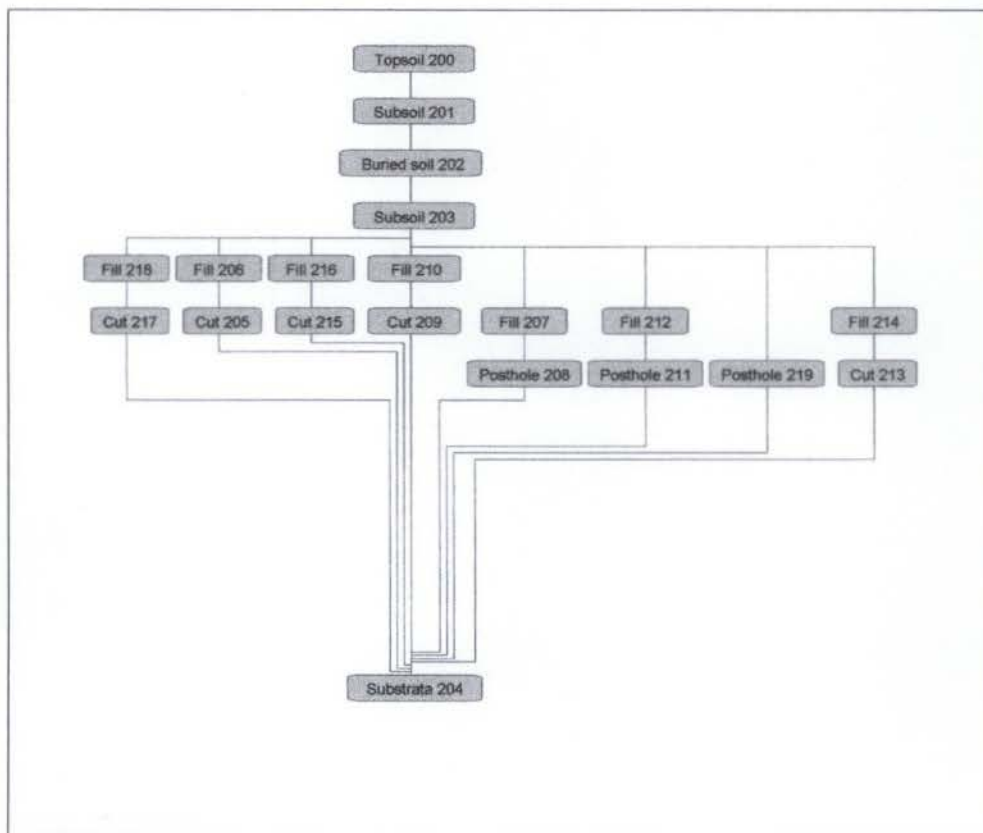 Topsoil 200
Subsoil 201
Buried soil 202
Subsoil 203
Fill 218 Fill 206 Fill 216 Fill 210
Cut 217 Cut 205 Cut 215 Cut 209 Fill 207 Fill 212 Fill 214
Posthole 208 Posthole 211 Posthole 219 Cut 213
Substrata 204